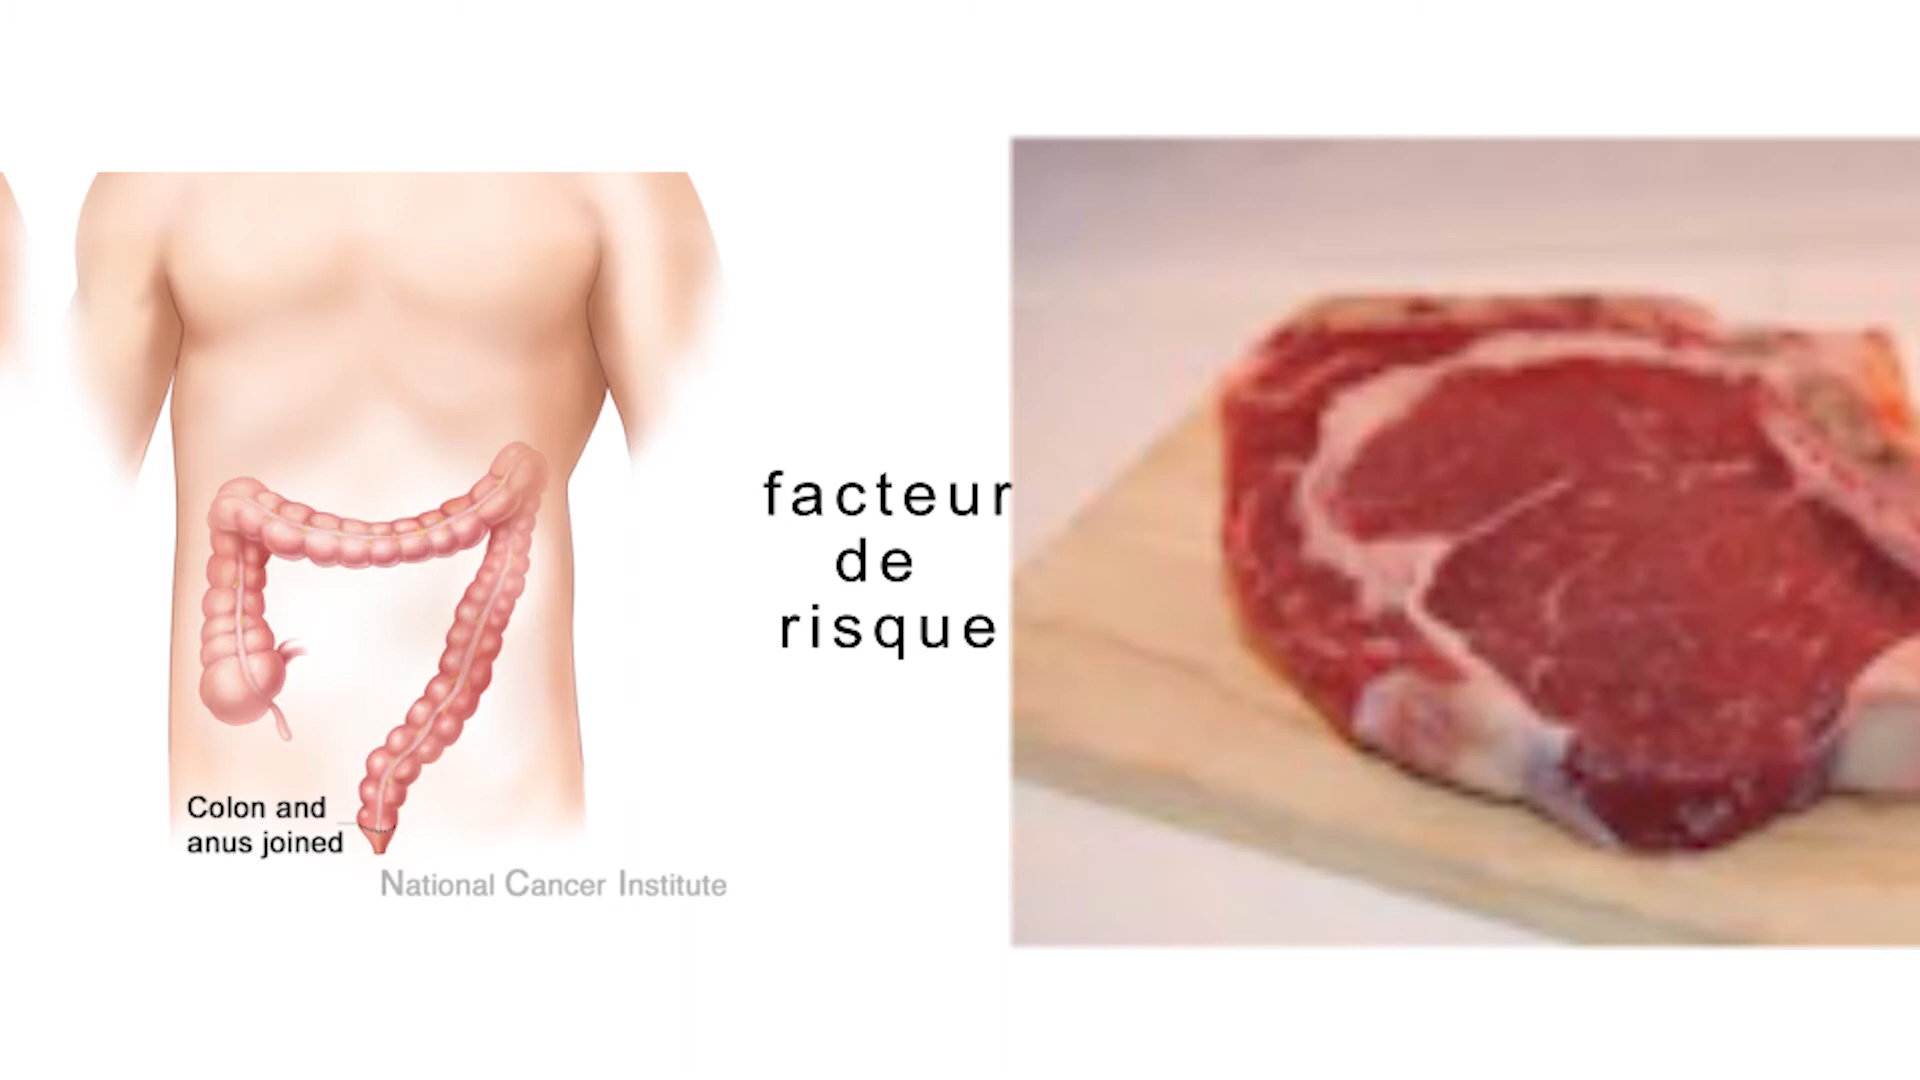 facteur
de
risque
Colon and
anus joined
National Cancer Institute